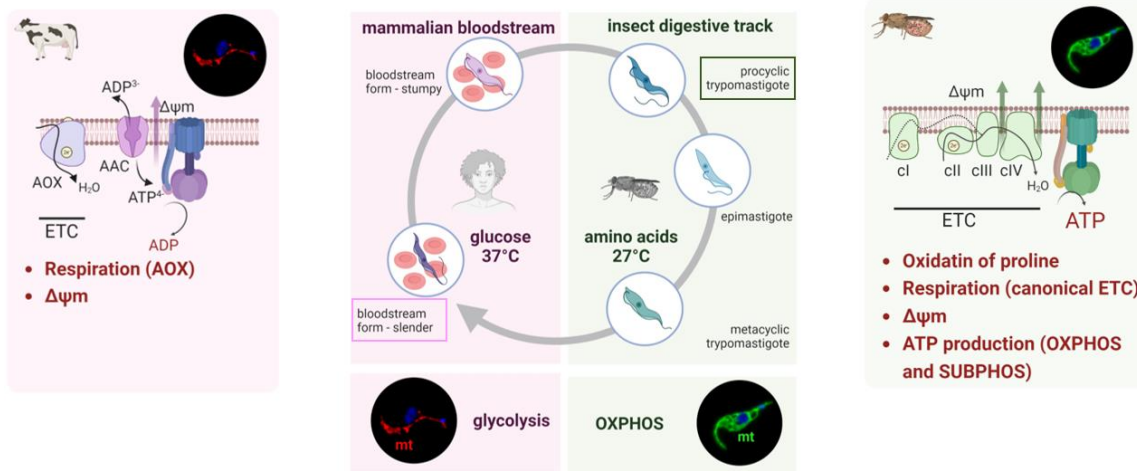 ADP3-
Δψm
AOX
H2O
AAC
ATP4-
ETC
ADP
• Respiration (AOX)
• Δψm
mammalian bloodstream
insect digestive track
bloodstream
form - stumpy
procyclic
trypomastigote
epimastigote
glucose
37°C
amino acids
27°C
bloodstream
form - slender
metacyclic
trypomastigote
mt
glycolysis
OXPHOS
mt
Δψm
2e-
2e-
cI
cII
cIII
cIV
H2O
ETC
ATP
• Oxidatin of proline
• Respiration (canonical ETC)
• Δψm
• ATP production (OXPHOS
and SUBPHOS)